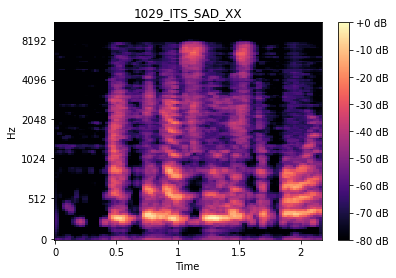 1029_ITS_SAD_XX
+0 dB
8192
-10 dB
4096
-20 dB
-30 dB
2048
Hz
-40 dB
1024
-50 dB
512
-60 dB
-70 dB
0
-80 dB
0 0.5 1 1.5 2
Time